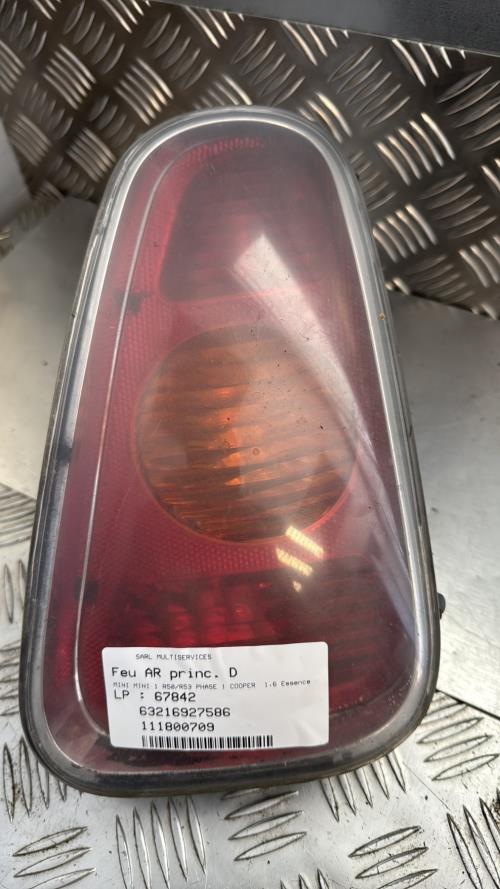 SARL MULTISERVICES
Feu AR princ. D
MINI MINI 1 R50/R53 PHASE 1 COOPER 1.6 Essence
LP : 67842
63216927586
111800709